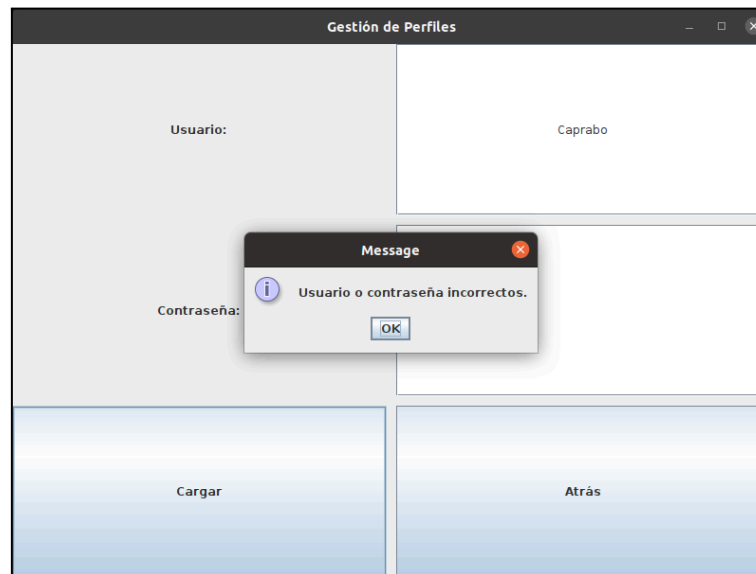 Gestión de Perfiles
Usuario:
Caprabo
Message
Usuario o contraseña incorrectos.
OK
Contraseña:
Cargar
Atrás